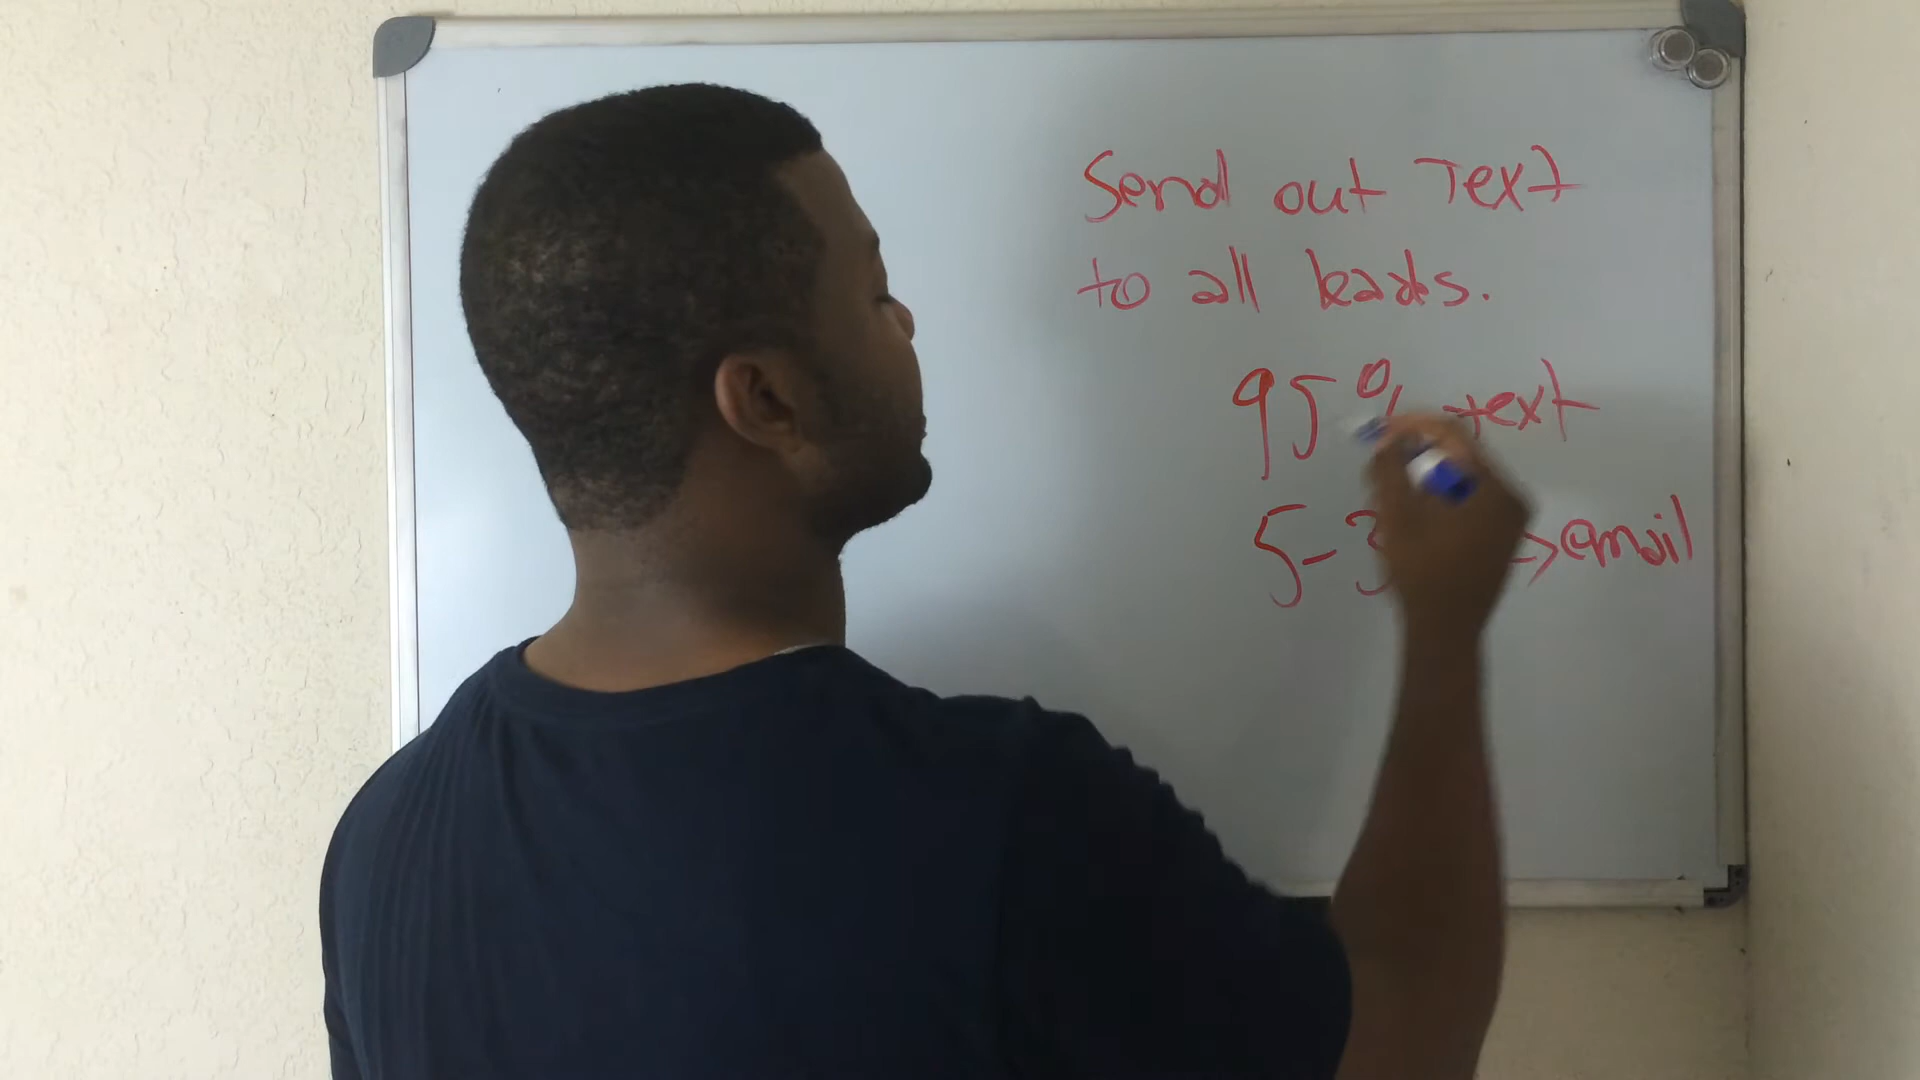 Send out Text
to all leads.
95% text
5-3 ->email